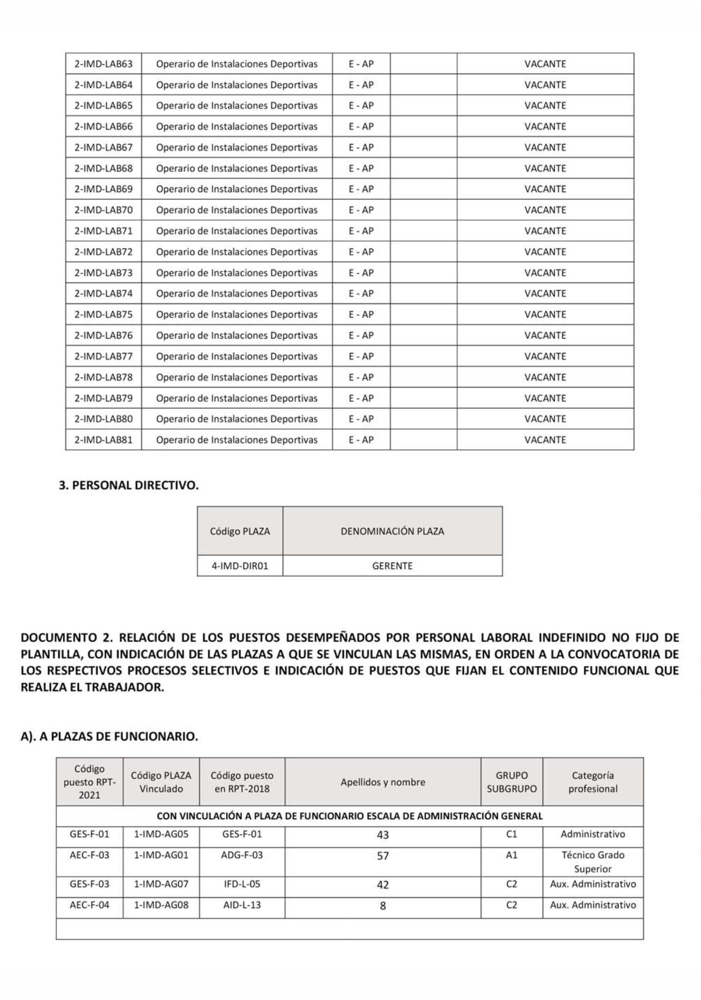 2-IMD-LAB63 Operario de Instalaciones Deportivas E - AP VACANTE
2-IMD-LAB64 Operario de Instalaciones Deportivas E - AP VACANTE
2-IMD-LAB65 Operario de Instalaciones Deportivas E - AP VACANTE
2-IMD-LAB66 Operario de Instalaciones Deportivas E - AP VACANTE
2-IMD-LAB67 Operario de Instalaciones Deportivas E - AP VACANTE
2-IMD-LAB68 Operario de Instalaciones Deportivas E - AP VACANTE
2-IMD-LAB69 Operario de Instalaciones Deportivas E - AP VACANTE
2-IMD-LAB70 Operario de Instalaciones Deportivas E - AP VACANTE
2-IMD-LAB71 Operario de Instalaciones Deportivas E - AP VACANTE
2-IMD-LAB72 Operario de Instalaciones Deportivas E - AP VACANTE
2-IMD-LAB73 Operario de Instalaciones Deportivas E - AP VACANTE
2-IMD-LAB74 Operario de Instalaciones Deportivas E - AP VACANTE
2-IMD-LAB75 Operario de Instalaciones Deportivas E - AP VACANTE
2-IMD-LAB76 Operario de Instalaciones Deportivas E - AP VACANTE
2-IMD-LAB77 Operario de Instalaciones Deportivas E - AP VACANTE
2-IMD-LAB78 Operario de Instalaciones Deportivas E - AP VACANTE
2-IMD-LAB79 Operario de Instalaciones Deportivas E - AP VACANTE
2-IMD-LAB80 Operario de Instalaciones Deportivas E - AP VACANTE
2-IMD-LAB81 Operario de Instalaciones Deportivas E - AP VACANTE
3. PERSONAL DIRECTIVO.
Código PLAZA DENOMINACIÓN PLAZA
4-IMD-DIR01 GERENTE
DOCUMENTO 2. RELACIÓN DE LOS PUESTOS DESEMPEÑADOS POR PERSONAL LABORAL INDEFINIDO NO FIJO DE
PLANTILLA, CON INDICACIÓN DE LAS PLAZAS A QUE SE VINCULAN LAS MISMAS, EN ORDEN A LA CONVOCATORIA DE
LOS RESPECTIVOS PROCESOS SELECTIVOS E INDICACIÓN DE PUESTOS QUE FIJAN EL CONTENIDO FUNCIONAL QUE
REALIZA EL TRABAJADOR.
A). A PLAZAS DE FUNCIONARIO.
Código
puesto RPT-
2021
Código PLAZA
Vinculado
Código puesto
en RPT-2018
Apellidos y nombre
GRUPO
SUBGRUPO
Categoría
profesional
CON VINCULACIÓN A PLAZA DE FUNCIONARIO ESCALA DE ADMINISTRACIÓN GENERAL
GES-F-01 1-IMD-AG05 GES-F-01 43 C1 Administrativo
AEC-F-03 1-IMD-AG01 ADG-F-03 57 A1 Técnico Grado
Superior
GES-F-03 1-IMD-AG07 IFD-L-05 42 C2 Aux. Administrativo
AEC-F-04 1-IMD-AG08 AID-L-13 8 C2 Aux. Administrativo